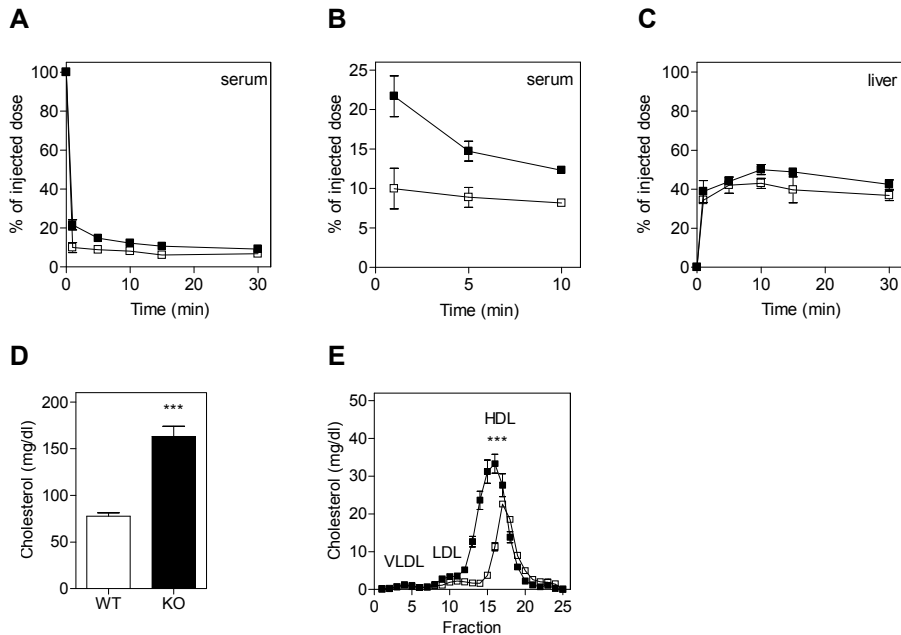 A
% of injected dose
100
80
60
40
20
0
serum
0 10 20 30
Time (min)
B
% of injected dose
25
20
15
10
5
0
serum
0 5 10
Time (min)
C
% of injected dose
100
80
60
40
20
0
liver
0 10 20 30
Time (min)
D
Cholesterol (mg/dl)
200
150
100
50
0
***
WT KO
E
Cholesterol (mg/dl)
50
40
30
20
10
0
HDL
***
LDL
VLDL
0 5 10 15 20 25
Fraction